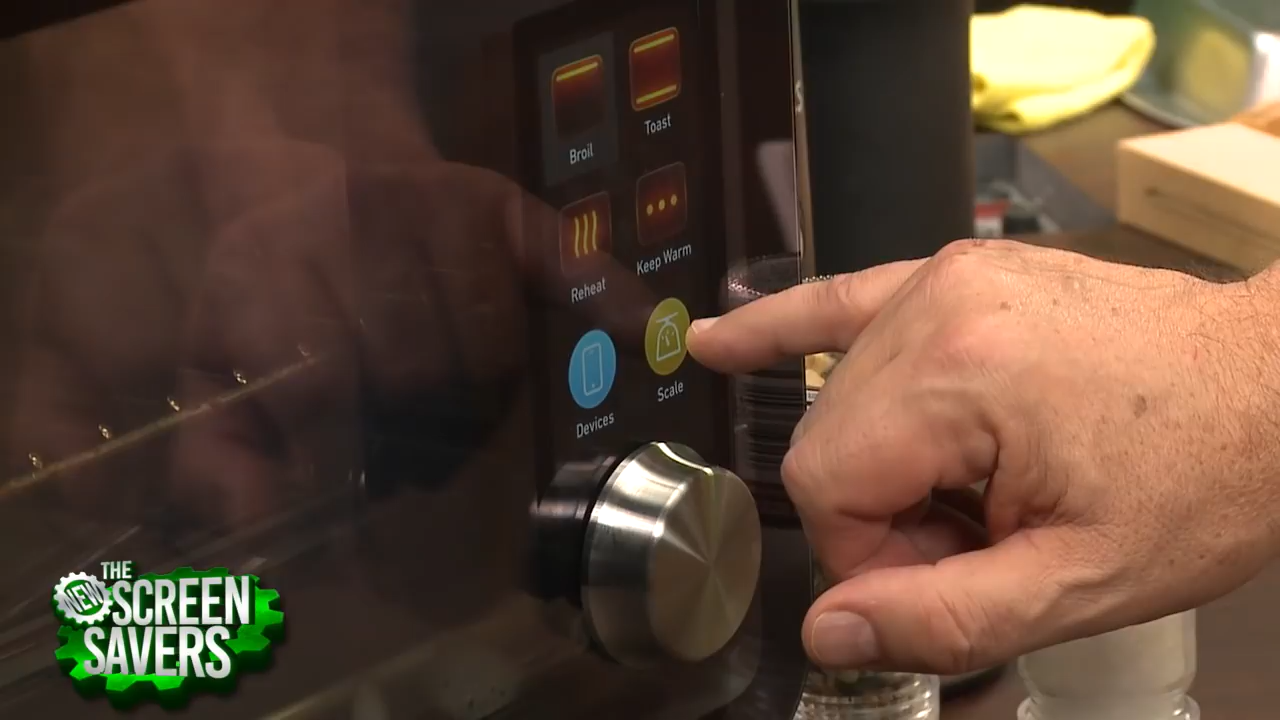 Broil
Toast
Reheat
Keep Warm
Devices
Scale
THE
NEW SCREEN
SAVERS